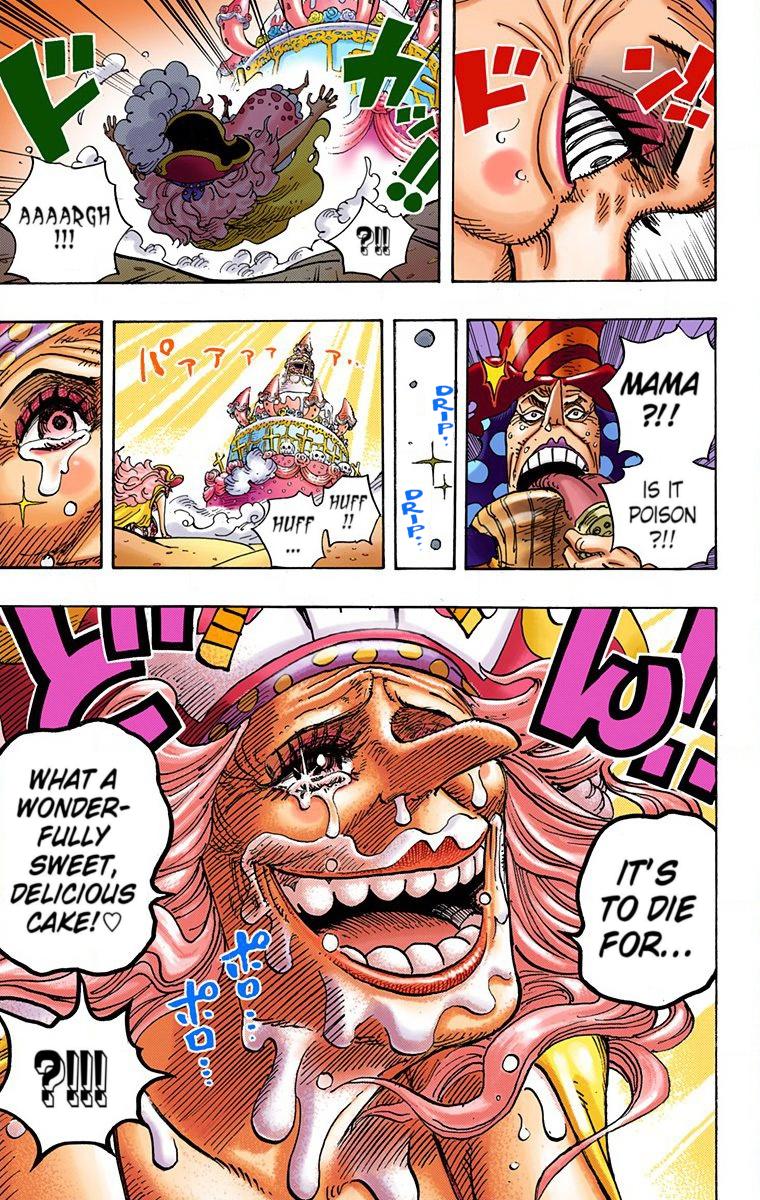 ドン!!
ドカッ!!
?!!
AAAARGH
!!!
MAMA
?!!
IS IT
POISON
?!!
DRIP..
DRIP..
パァァァァァ...
HUFF
!!
HUFF
...
どん!!
IT'S
TO DIE
FOR...
WHAT A
WONDER-
FULLY
SWEET,
DELICIOUS
CAKE!♡
ポロ...
ポロ...
?!!!